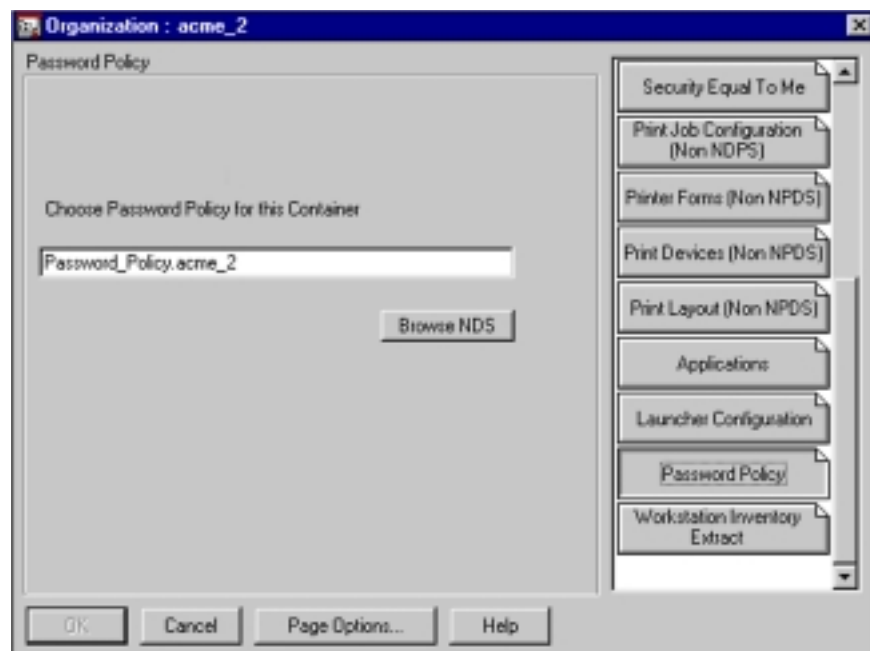 Organization : acme_2
Password Policy
Choose Password Policy for this Container
Password_Policy.acme_2
Browse NDS
Security Equal To Me
Print Job Configuration
(Non NDPS)
Printer Forms (Non NPDS)
Print Devices (Non NPDS)
Print Layout (Non NPDS)
Applications
Launcher Configuration
Password Policy
Workstation Inventory
Extract
OK
Cancel
Page Options...
Help